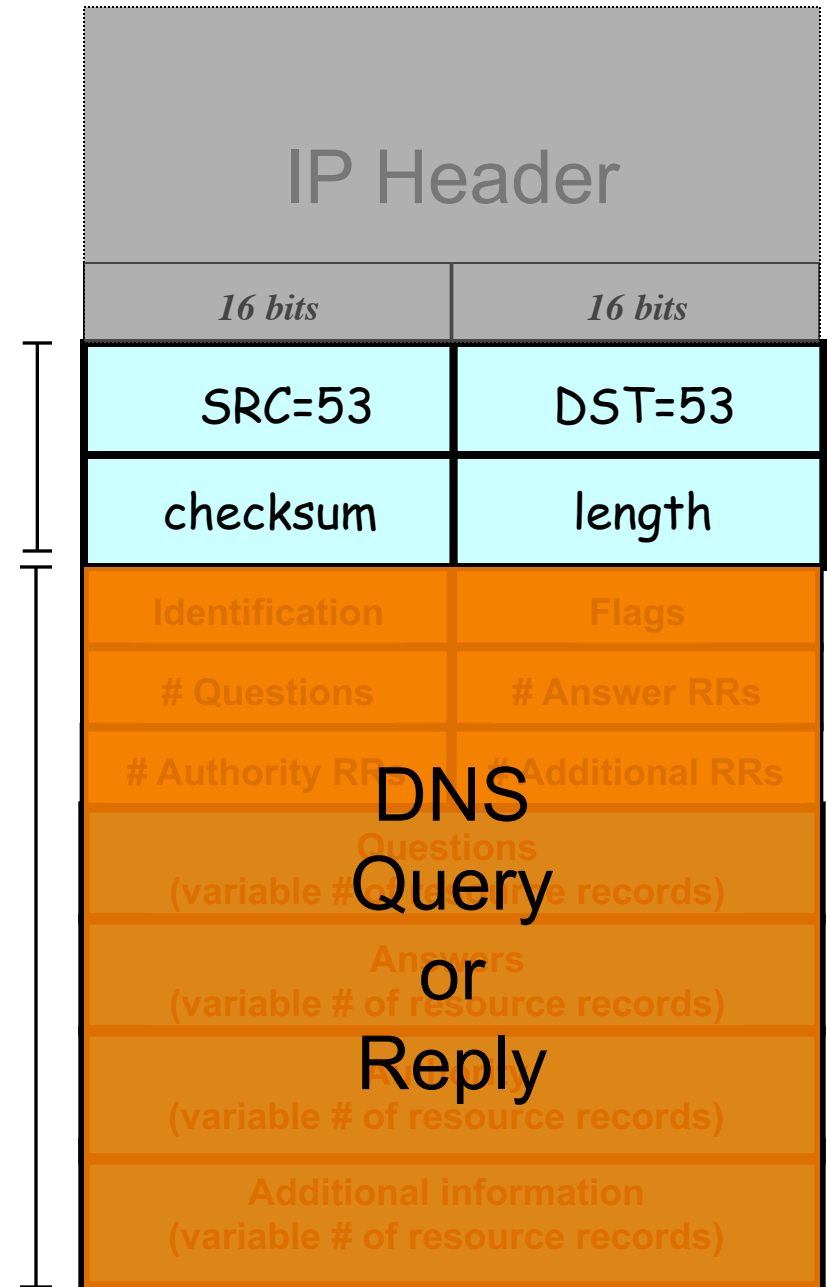 IP Header
16 bits 16 bits
SRC=53 DST=53
checksum length
Identification Flags
# Questions # Answer RRs
# Authority RRs # Additional RRs
DNS
Questions
Query
(variable # of resource records)
Answers
or
(variable # of resource records)
Reply
Authority
(variable # of resource records)
Additional information
(variable # of resource records)